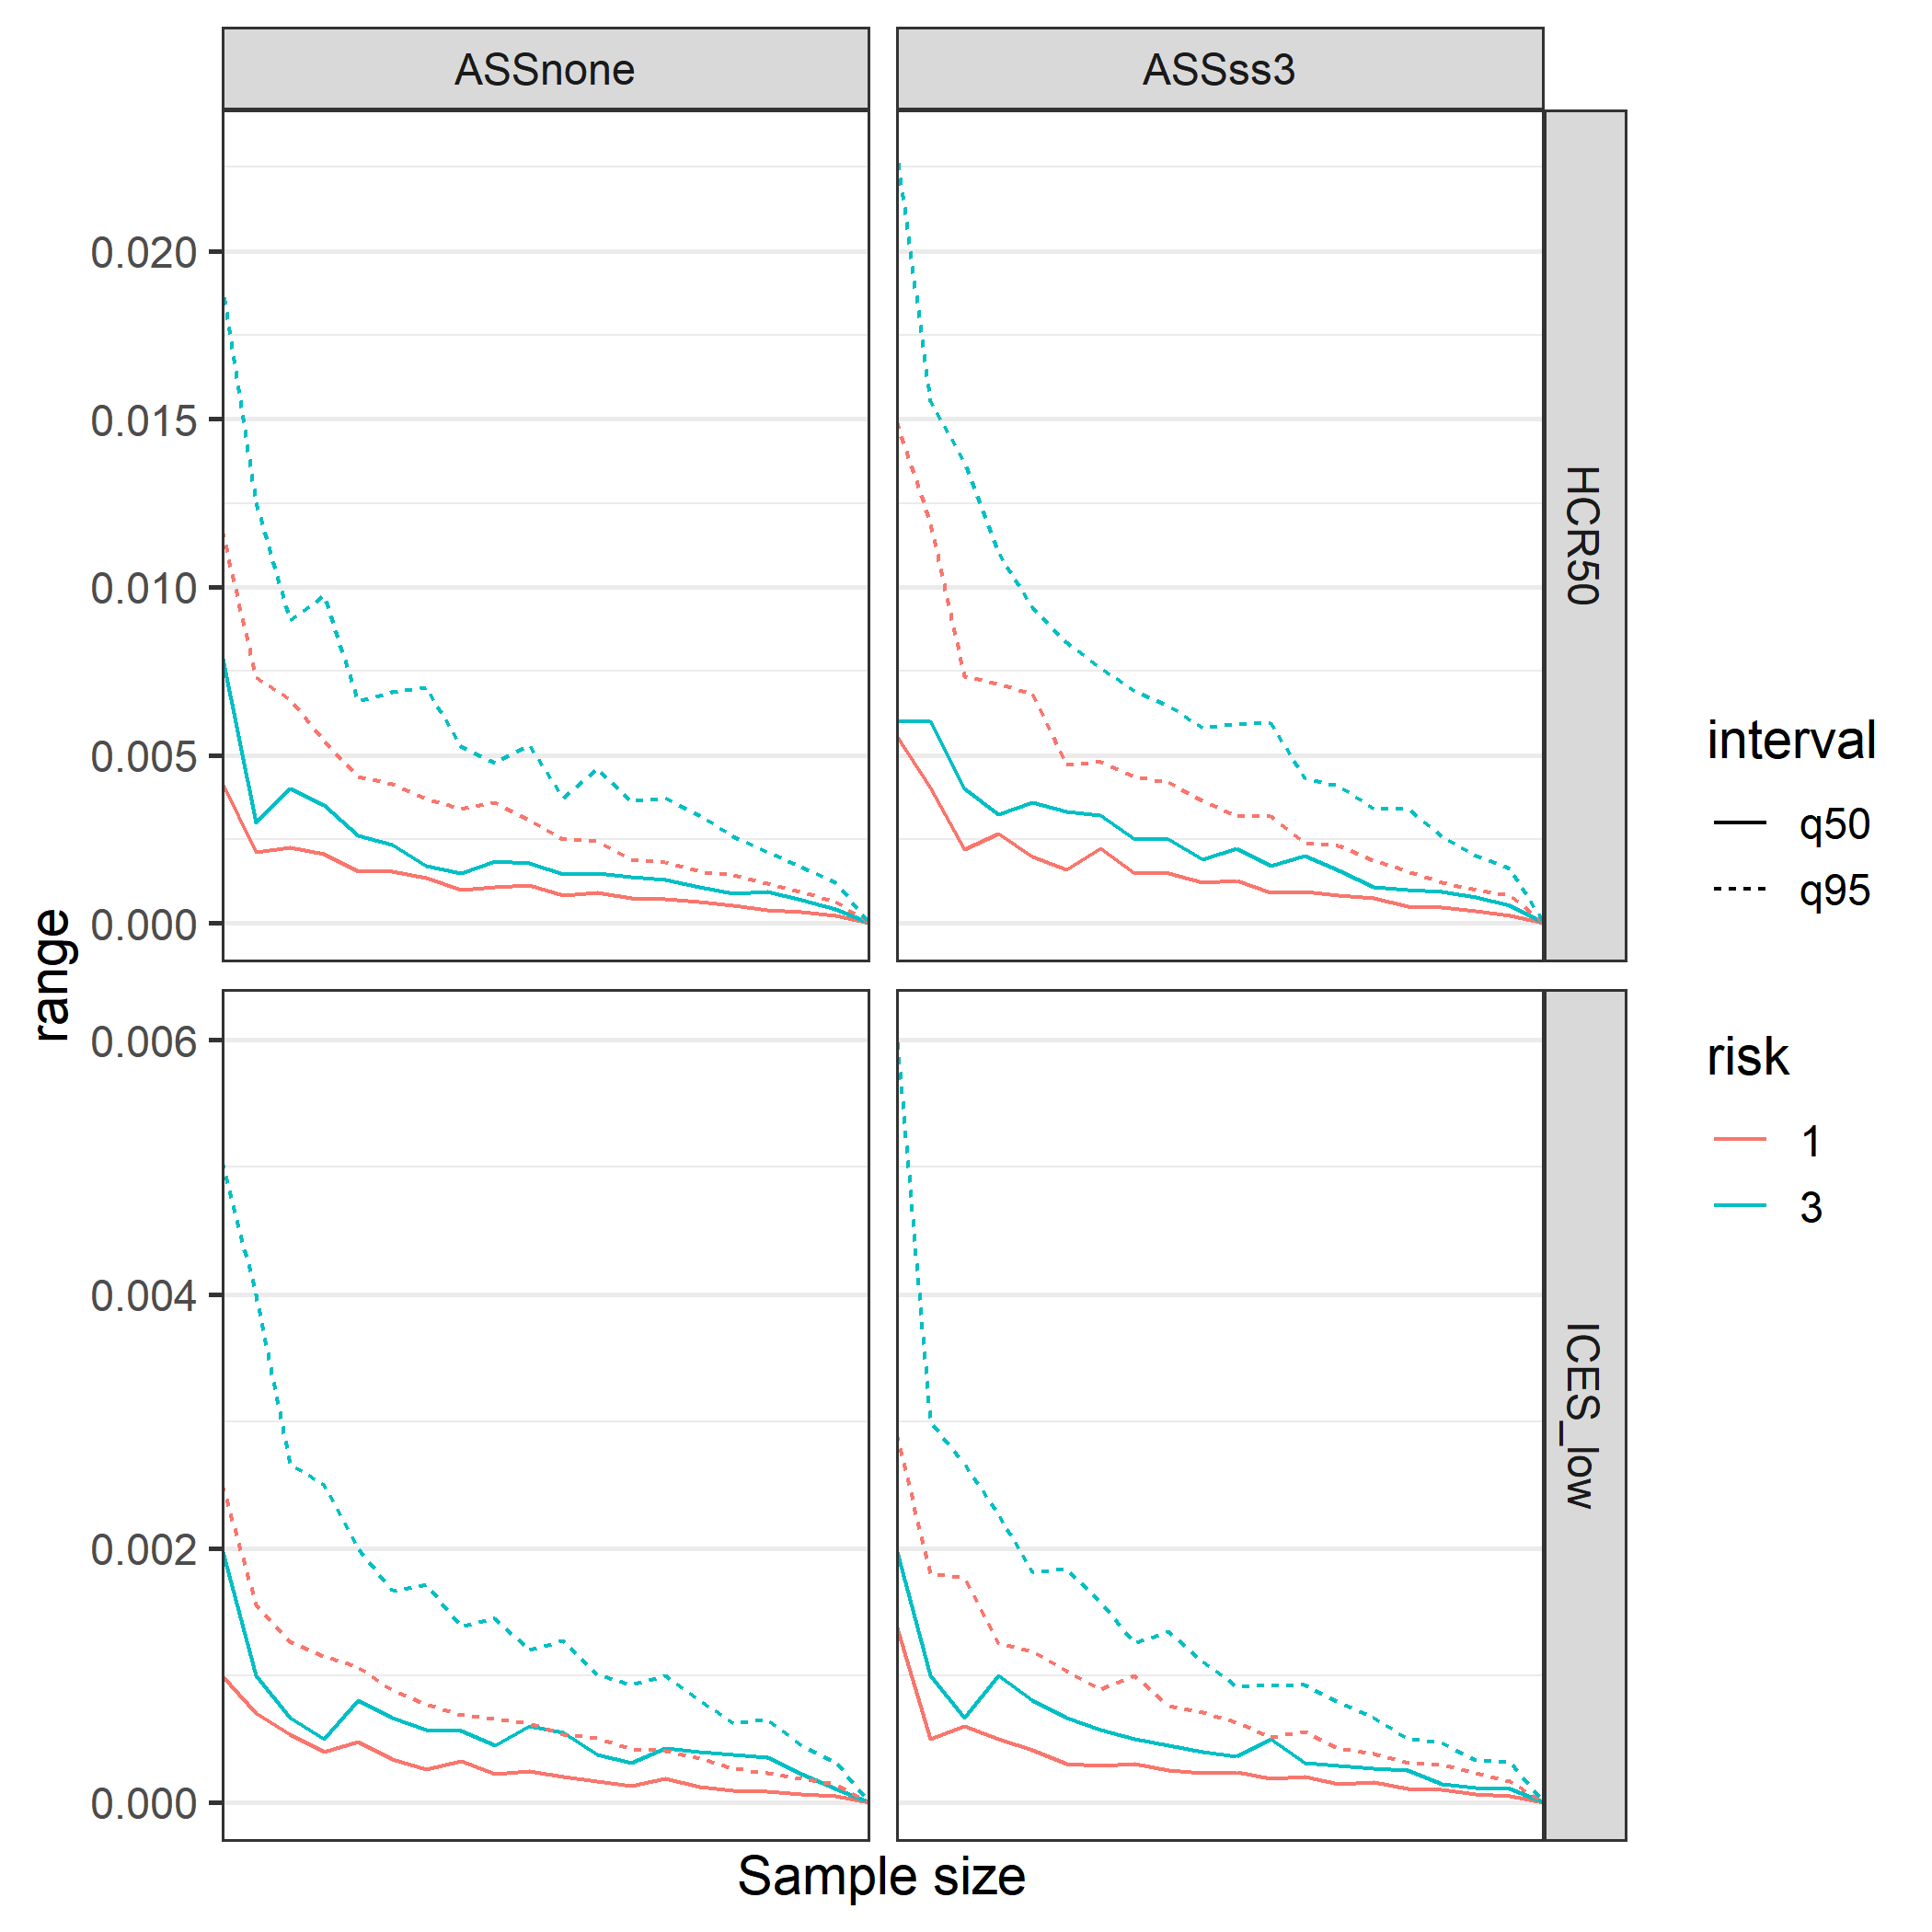 ASSnone
ASSss3
HCR50
0.020
0.015
0.010
0.005
0.000
range
ICES_low
0.006
0.004
0.002
0.000
Sample size
interval
q50
q95
risk
1
3